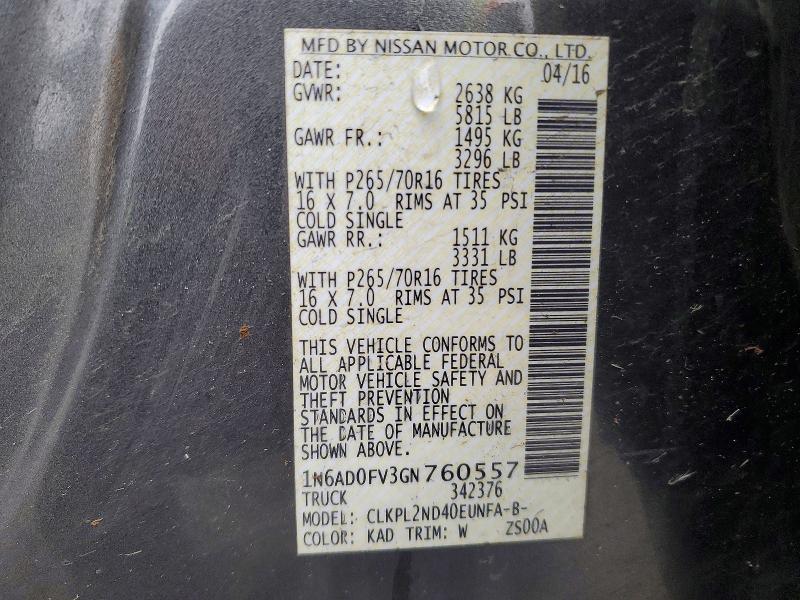 MFD BY NISSAN MOTOR CO., LTD.
DATE: 04/16
GVWR: 2638 KG
5815 LB
GAWR FR.: 1495 KG
3296 LB
WITH P265/70R16 TIRES
16 X 7.0 RIMS AT 35 PSI
COLD SINGLE
GAWR RR.: 1511 KG
3331 LB
WITH P265/70R16 TIRES
16 X 7.0 RIMS AT 35 PSI
COLD SINGLE
THIS VEHICLE CONFORMS TO
ALL APPLICABLE FEDERAL
MOTOR VEHICLE SAFETY AND
THEFT PREVENTION
STANDARDS IN EFFECT ON
THE DATE OF MANUFACTURE
SHOWN ABOVE.
1N6AD0FV3GN760557
TRUCK 342376
MODEL: CLKPL2ND40EUNFA-B-
COLOR: KAD TRIM: W ZS00A